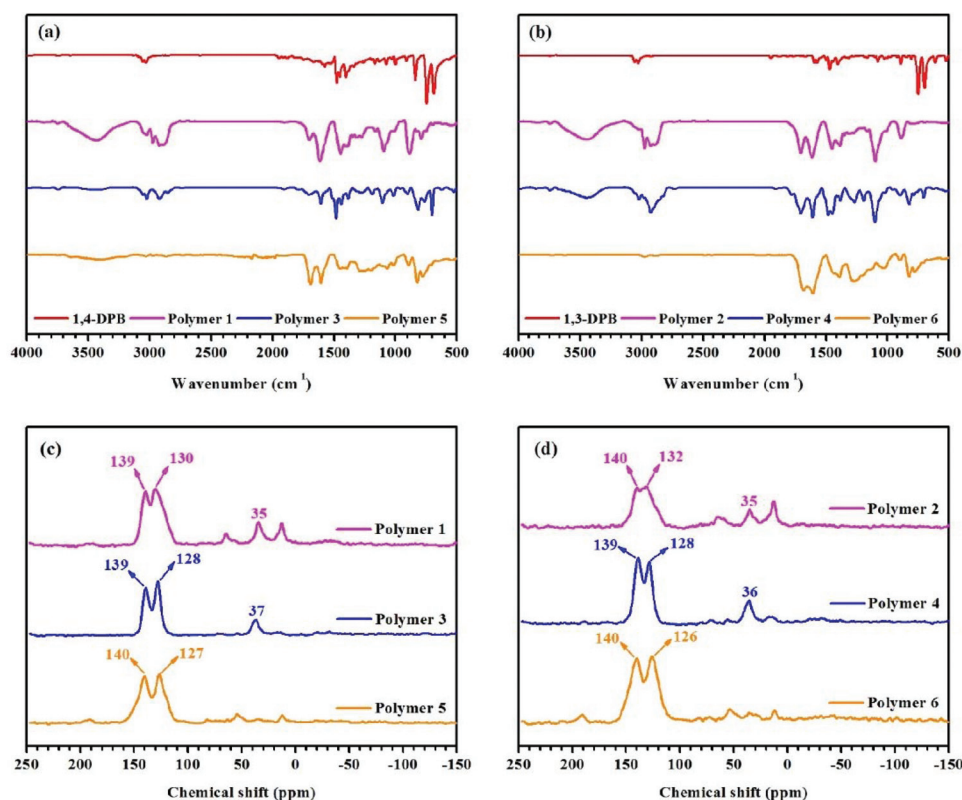 (a)
1,4-DPB Polymer 1 Polymer 3 Polymer 5
4000 3000 2000 1500 1000 500
Wavenumber (cm⁻¹)
(b)
1,3-DPB Polymer 2 Polymer 4 Polymer 6
4000 3000 2000 1500 1000 500
Wavenumber (cm⁻¹)
(c)
139 130
35
Polymer 1
139 128
37
Polymer 3
140 127
Polymer 5
250 200 150 100 50 0 -50 -100 -150
Chemical shift (ppm)
(d)
140 132
35
Polymer 2
139 128
36
Polymer 4
140 126
Polymer 6
250 200 150 100 50 0 -50 -100 -150
Chemical shift (ppm)